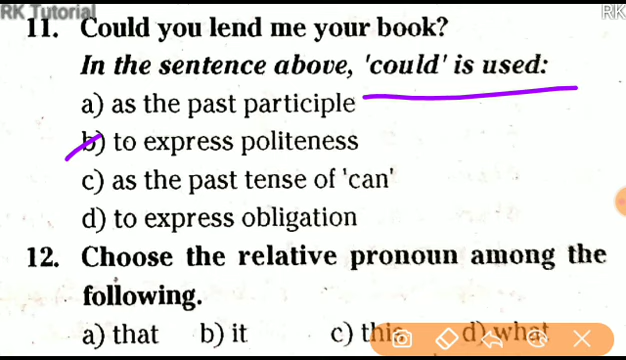 RK Tutorial RK
11. Could you lend me your book?
In the sentence above, 'could' is used:
a) as the past participle
b) to express politeness
c) as the past tense of 'can'
d) to express obligation
12. Choose the relative pronoun among the
following.
a) that b) it c) this d) what